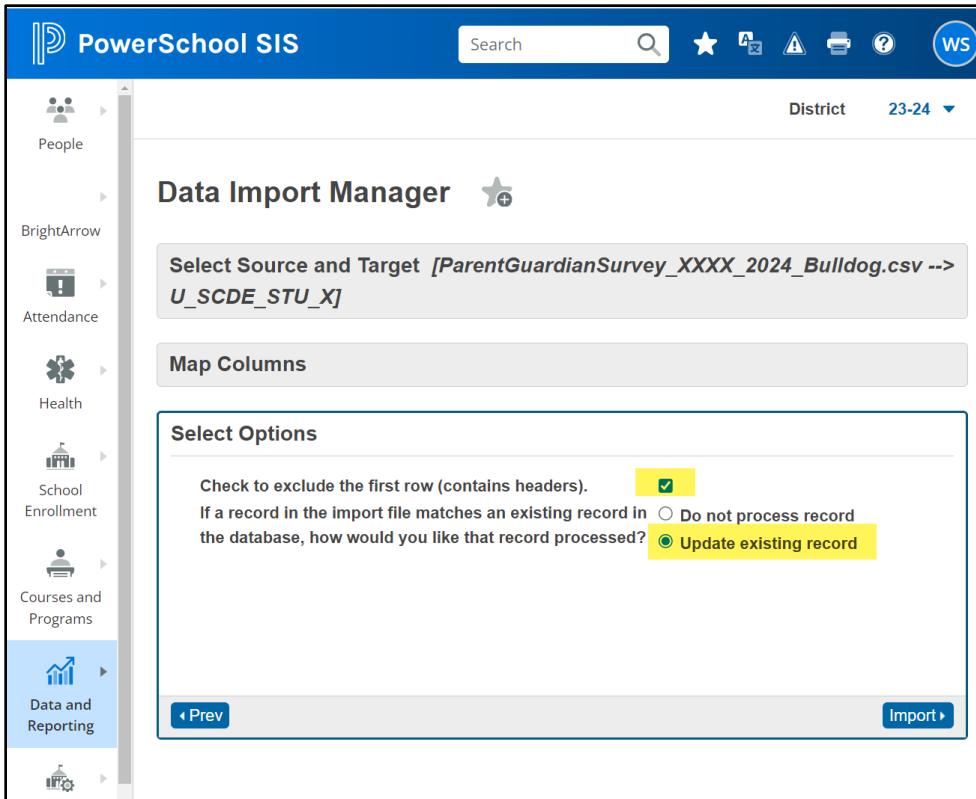 PowerSchool SIS
Search
WS
People
BrightArrow
Attendance
Health
School
Enrollment
Courses and
Programs
Data and
Reporting
District 23-24
Data Import Manager
Select Source and Target [ParentGuardianSurvey_XXXX_2024_Bulldog.csv -->
U_SCDE_STU_X]
Map Columns
Select Options
Check to exclude the first row (contains headers).
If a record in the import file matches an existing record in
the database, how would you like that record processed?
Do not process record
Update existing record
Prev
Import